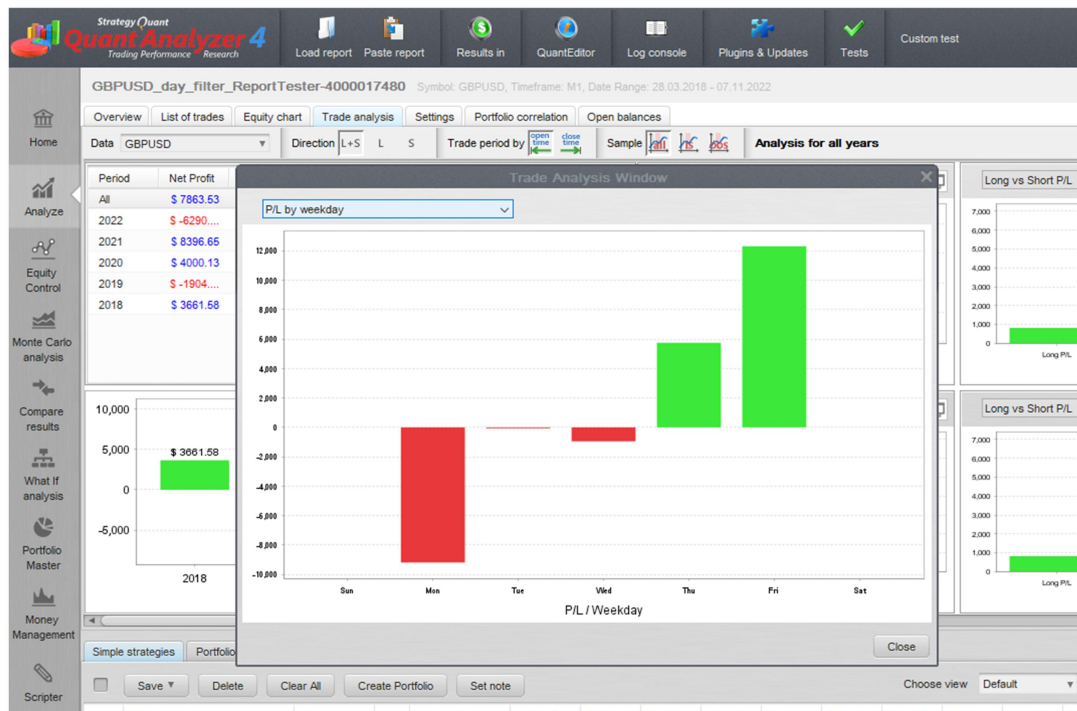 Strategy Quant
QuantAnalyzer 4
Trading Performance Research
Load report
Paste report
Results in
QuantEditor
Log console
Plugins & Updates
Tests
Custom test
GBPUSD_day_filter_ReportTester-4000017480 Symbol: GBPUSD, Timeframe: M1, Date Range: 28.03.2018 - 07.11.2022
Overview
List of trades
Equity chart
Trade analysis
Settings
Portfolio correlation
Open balances
Data GBPUSD
Direction L+S L S
Trade period by open time close time
Sample all IS oos
Analysis for all years
Home
Analyze
Equity
Control
Monte Carlo
analysis
Compare
results
What If
analysis
Portfolio
Master
Money
Management
Scripter
Period Net Profit
All $ 7863.53
2022 $ -6290....
2021 $ 8396.65
2020 $ 4000.13
2019 $ -1904....
2018 $ 3661.58
10,000
5,000
0
-5,000
$ 3661.58
2018
Trade Analysis Window
P/L by weekday
12,000
10,000
8,000
6,000
4,000
2,000
0
-2,000
-4,000
-6,000
-8,000
-10,000
Sun Mon Tue Wed Thu Fri Sat
P/L / Weekday
Close
Long vs Short P/L
7,000
6,000
5,000
4,000
3,000
2,000
1,000
0
Long P/L
Long vs Short P/L
7,000
6,000
5,000
4,000
3,000
2,000
1,000
0
Long P/L
Simple strategies
Portfolio
Save
Delete
Clear All
Create Portfolio
Set note
Choose view Default